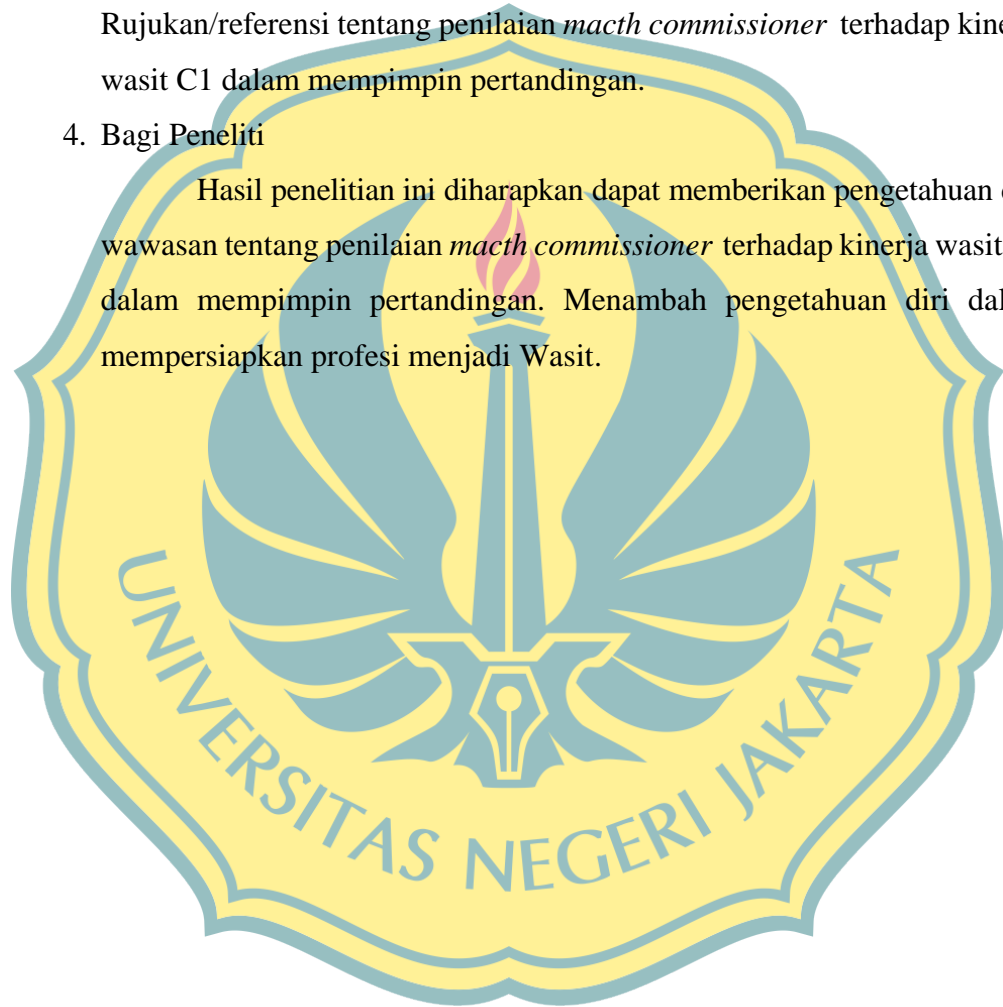 Rujukan/referensi tentang penilaian macth commissioner terhadap kine
wasit C1 dalam mempimpin pertandingan.
4. Bagi Peneliti
Hasil penelitian ini diharapkan dapat memberikan pengetahuan
wawasan tentang penilaian macth commissioner terhadap kinerja wasit
dalam mempimpin pertandingan. Menambah pengetahuan diri dal
mempersiapkan profesi menjadi Wasit.
UNIVERSITAS NEGERI JAKARTA